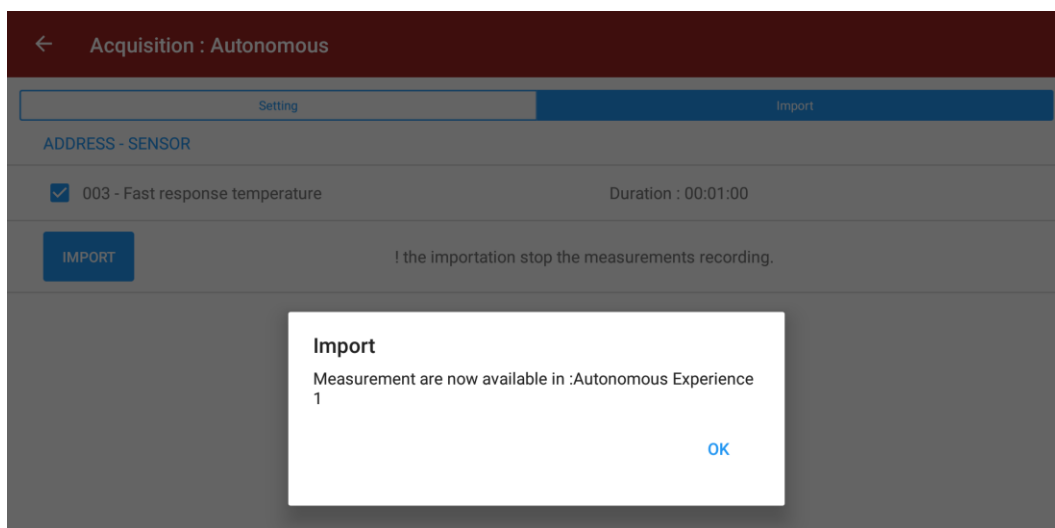 Acquisition : Autonomous
Setting
Import
ADDRESS - SENSOR
003 - Fast response temperature
Duration : 00:01:00
IMPORT
! the importation stop the measurements recording.
Import
Measurement are now available in :Autonomous Experience
1
OK